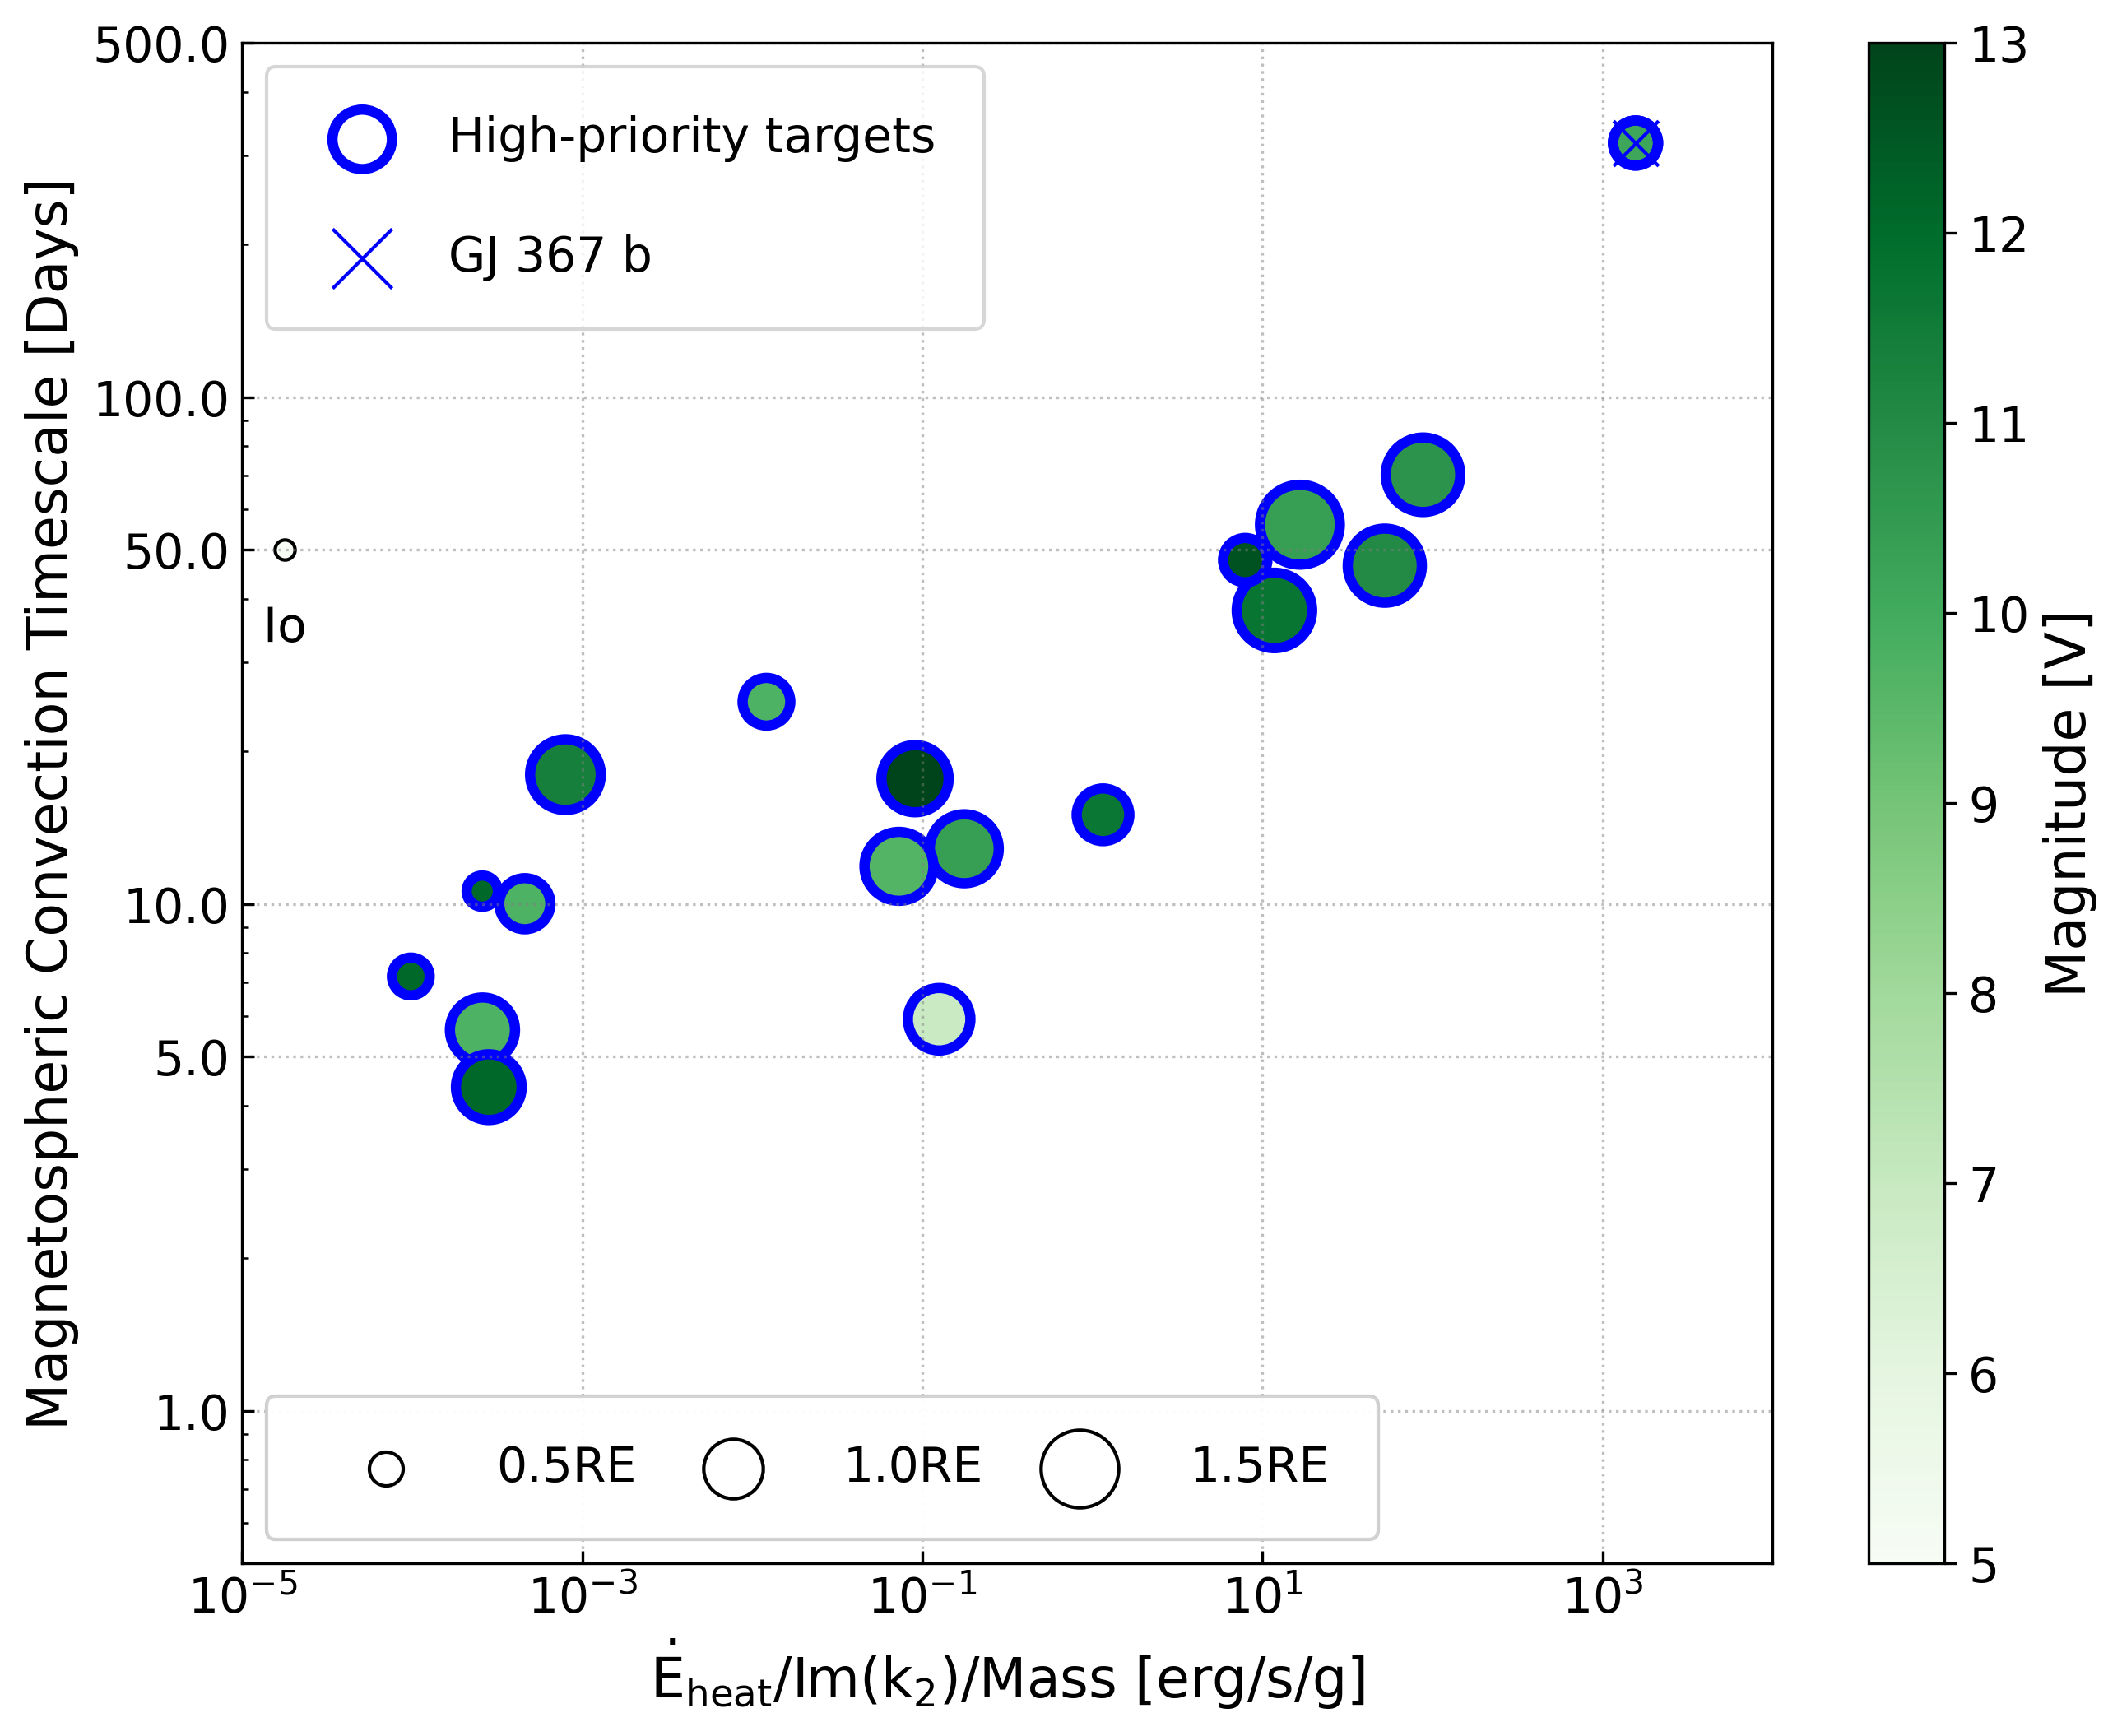 Magnetospheric Convection Timescale [Days]
500.0
100.0
50.0
10.0
5.0
1.0
High-priority targets
GJ 367 b
Io
0.5RE 1.0RE 1.5RE
10⁻⁵ 10⁻³ 10⁻¹ 10¹ 10³
Ė_heat/Im(k₂)/Mass [erg/s/g]
13
12
11
10
9
8
7
6
5
Magnitude [V]